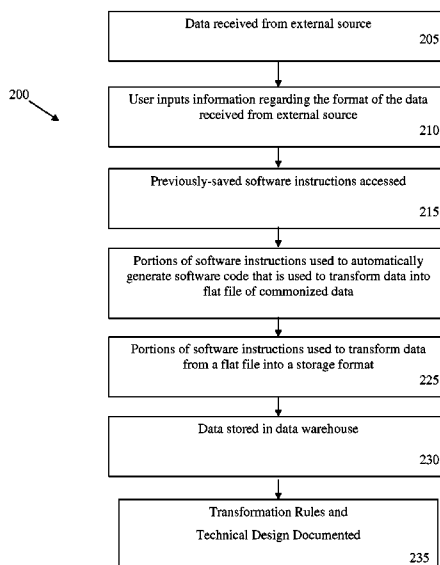 Data received from external source
205
200
User inputs information regarding the format of the data
received from external source
210
Previously-saved software instructions accessed
215
Portions of software instructions used to automatically
generate software code that is used to transform data into
flat file of commonized data
Portions of software instructions used to transform data
from a flat file into a storage format
225
Data stored in data warehouse
230
Transformation Rules and
Technical Design Documented
235